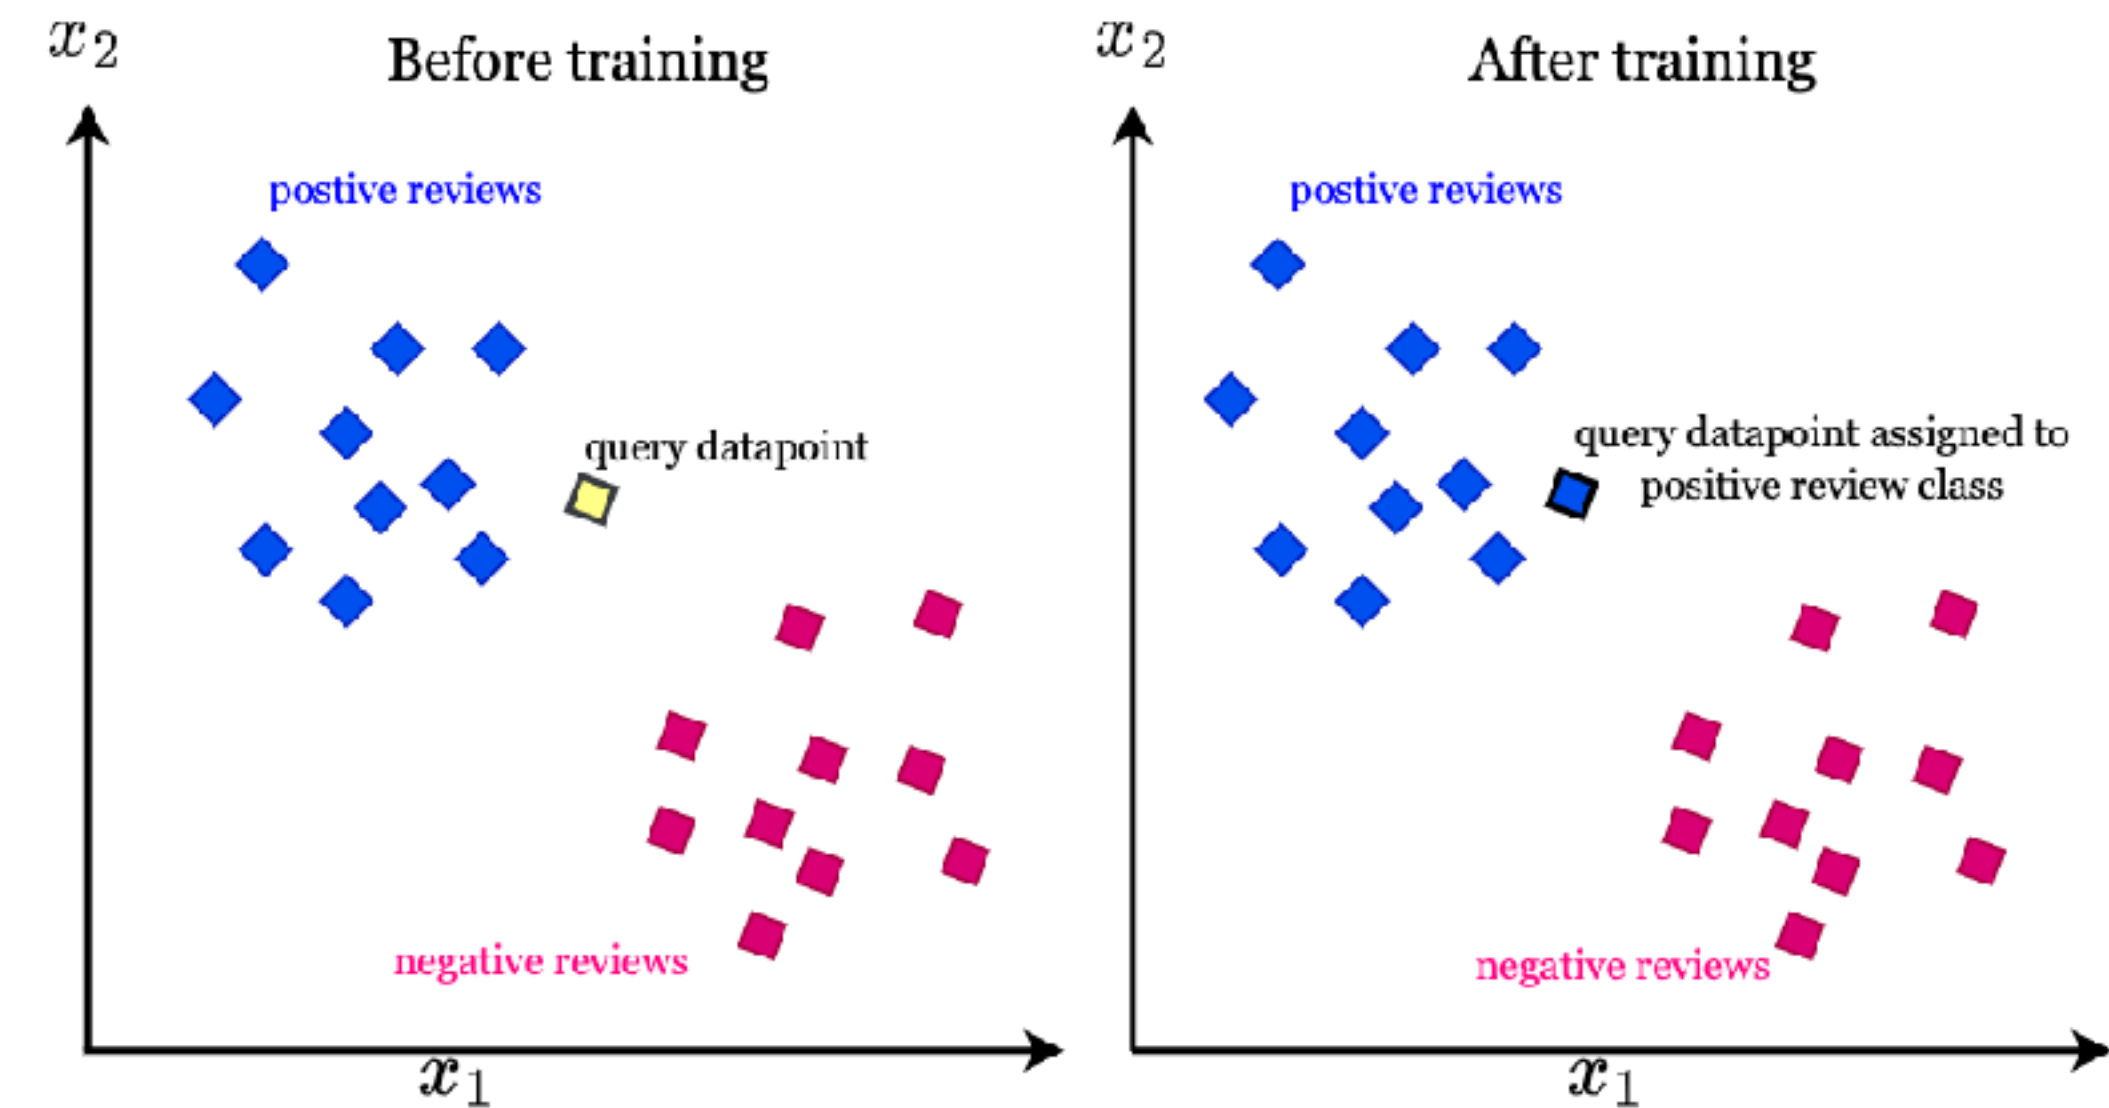 x2
Before training
postive reviews
query datapoint
negative reviews
x1
x2
After training
postive reviews
query datapoint assigned to
positive review class
negative reviews
x1